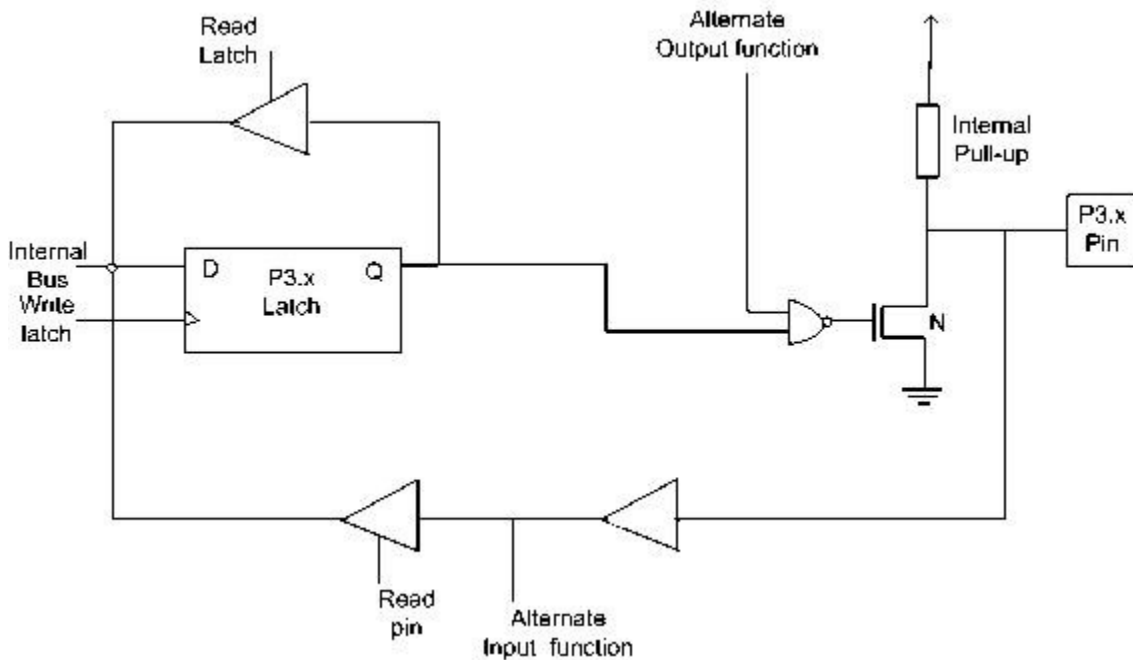 Read
Latch
Alternate
Output function
Internal
Pull-up
P3.x
Pin
Internal
Bus
Write
latch
D
P3.x
Latch
Q
N
Read
pin
Alternate
Input function